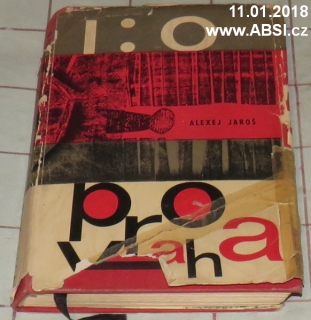 11.01.2018
www.ABSI.cz
1:0
ALEXEJ JAROŠ
pro
vraha